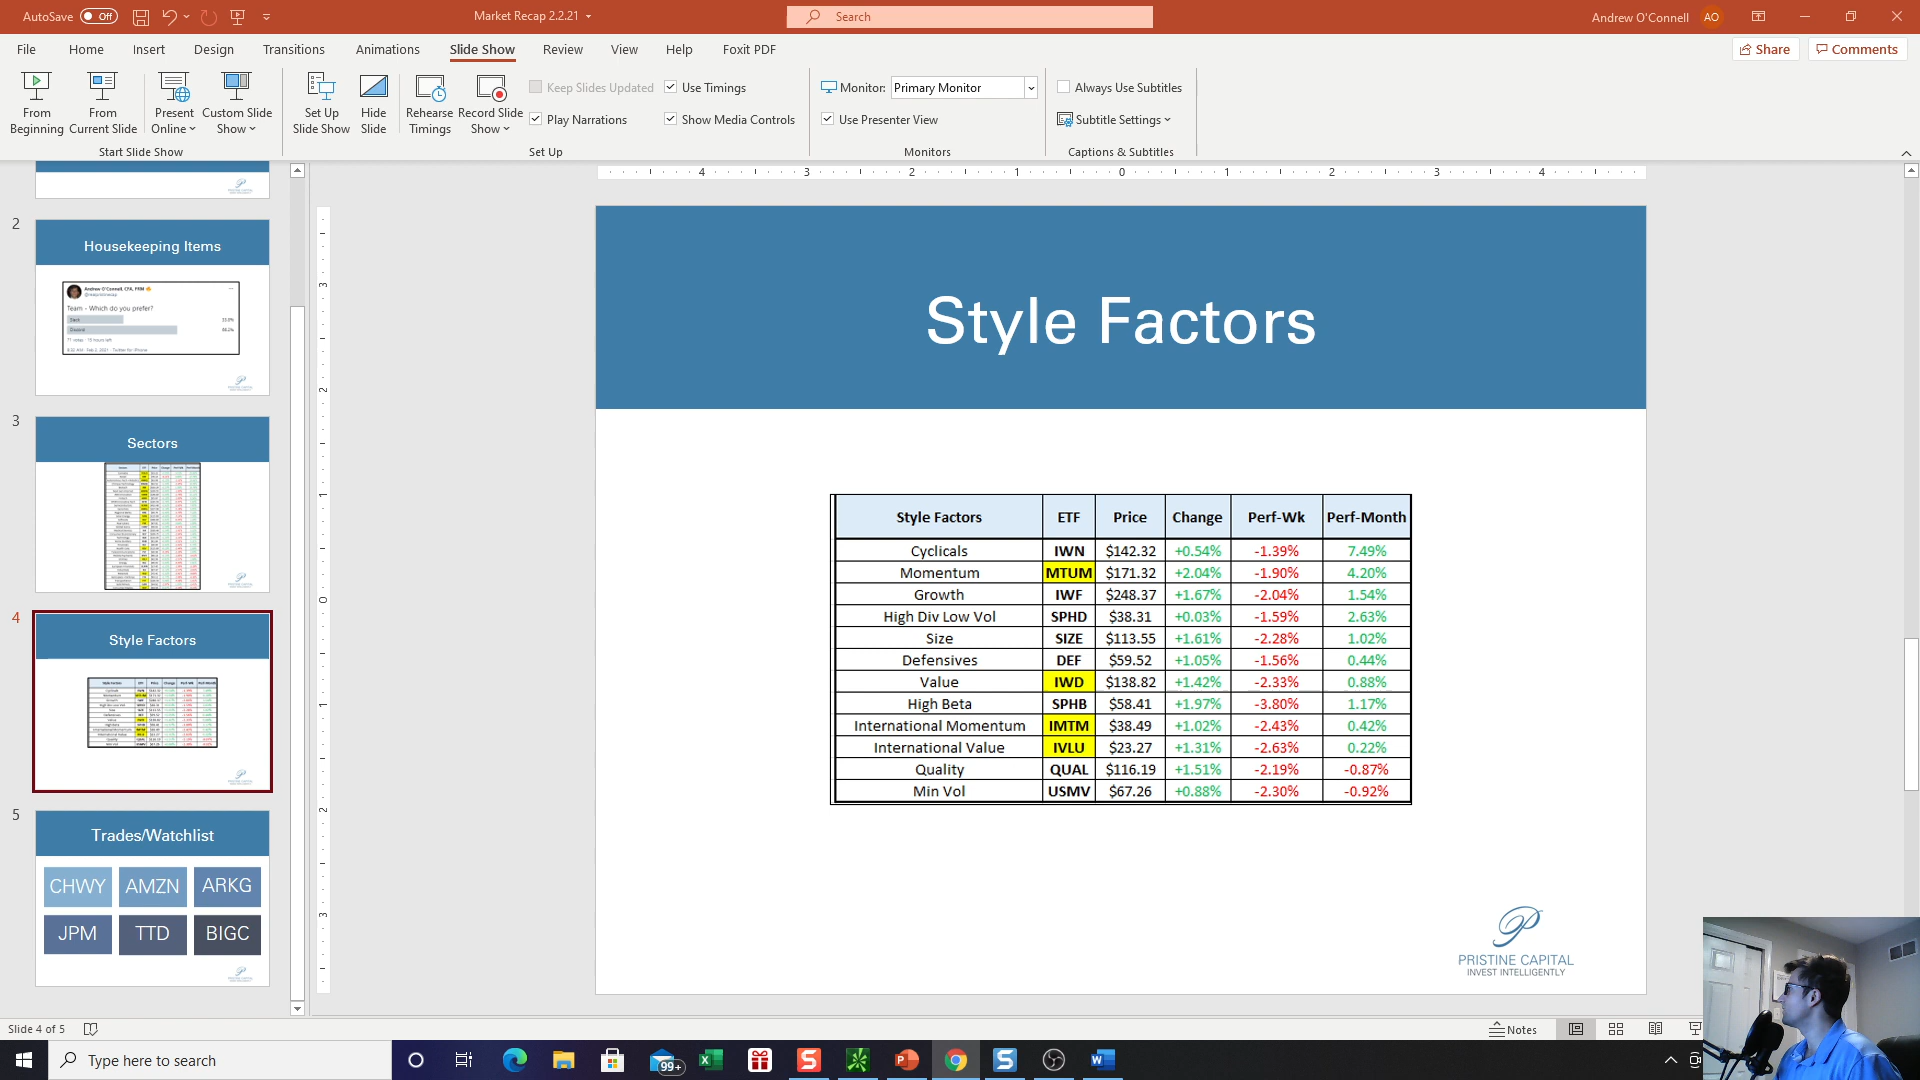 AutoSave Off
Market Recap 2.2.21
Search
Andrew O'Connell AO
File Home Insert Design Transitions Animations Slide Show Review View Help Foxit PDF
Share Comments
From Beginning
From Current Slide
Present Online
Custom Slide Show
Set Up Slide Show
Hide Slide
Rehearse Timings
Record Slide Show
Keep Slides Updated
Use Timings
Play Narrations
Show Media Controls
Monitor: Primary Monitor
Use Presenter View
Always Use Subtitles
Subtitle Settings
Start Slide Show
Set Up
Monitors
Captions & Subtitles
2
Housekeeping Items
Andrew O'Connell, CFA, FRM
Team - Which do you prefer?
3
Sectors
4
Style Factors
5
Trades/Watchlist
CHWY AMZN ARKG
JPM TTD BIGC
Style Factors
Style Factors ETF Price Change Perf-Wk Perf-Month
Cyclicals IWN $142.32 +0.54% -1.39% 7.49%
Momentum MTUM $171.32 +2.04% -1.90% 4.20%
Growth IWF $248.37 +1.67% -2.04% 1.54%
High Div Low Vol SPHD $38.31 +0.03% -1.59% 2.63%
Size SIZE $113.55 +1.61% -2.28% 1.02%
Defensives DEF $59.52 +1.05% -1.56% 0.44%
Value IWD $138.82 +1.42% -2.33% 0.88%
High Beta SPHB $58.41 +1.97% -3.80% 1.17%
International Momentum IMTM $38.49 +1.02% -2.43% 0.42%
International Value IVLU $23.27 +1.31% -2.63% 0.22%
Quality QUAL $116.19 +1.51% -2.19% -0.87%
Min Vol USMV $67.26 +0.88% -2.30% -0.92%
PRISTINE CAPITAL
INVEST INTELLIGENTLY
Slide 4 of 5
Notes
Type here to search
99+